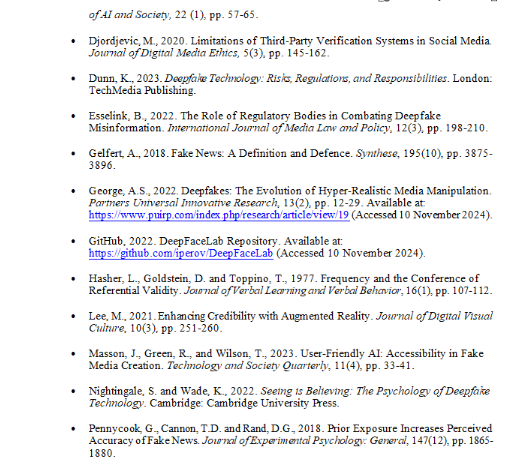 of AI and Society, 22 (1), pp. 57-65.
• Djordjevic, M., 2020. Limitations of Third-Party Verification Systems in Social Media.
Journal of Digital Media Ethics, 5(3), pp. 145-162.
• Dunn, K., 2023. Deepfake Technology: Risks, Regulations, and Responsibilities. London:
TechMedia Publishing.
• Esselink, B., 2022. The Role of Regulatory Bodies in Combating Deepfake
Misinformation. International Journal of Media Law and Policy, 12(3), pp. 198-210.
• Gelfert, A., 2018. Fake News: A Definition and Defence. Synthese, 195(10), pp. 3875-
3896.
• George, A.S., 2022. Deepfakes: The Evolution of Hyper-Realistic Media Manipulation.
Partners Universal Innovative Research, 13(2), pp. 12-29. Available at:
https://www.puirp.com/index.php/research/article/view/19 (Accessed 10 November 2024).
• GitHub, 2022. DeepFaceLab Repository. Available at:
https://github.com/iperov/DeepFaceLab (Accessed 10 November 2024).
• Hasher, L., Goldstein, D. and Toppino, T., 1977. Frequency and the Conference of
Referential Validity. Journal of Verbal Learning and Verbal Behavior, 16(1), pp. 107-112.
• Lee, M., 2021. Enhancing Credibility with Augmented Reality. Journal of Digital Visual
Culture, 10(3), pp. 251-260.
• Masson, J., Green, R., and Wilson, T., 2023. User-Friendly AI: Accessibility in Fake
Media Creation. Technology and Society Quarterly, 11(4), pp. 33-41.
• Nightingale, S. and Wade, K., 2022. Seeing is Believing: The Psychology of Deepfake
Technology. Cambridge: Cambridge University Press.
• Pennycook, G., Cannon, T.D. and Rand, D.G., 2018. Prior Exposure Increases Perceived
Accuracy of Fake News. Journal of Experimental Psychology: General, 147(12), pp. 1865-
1880.